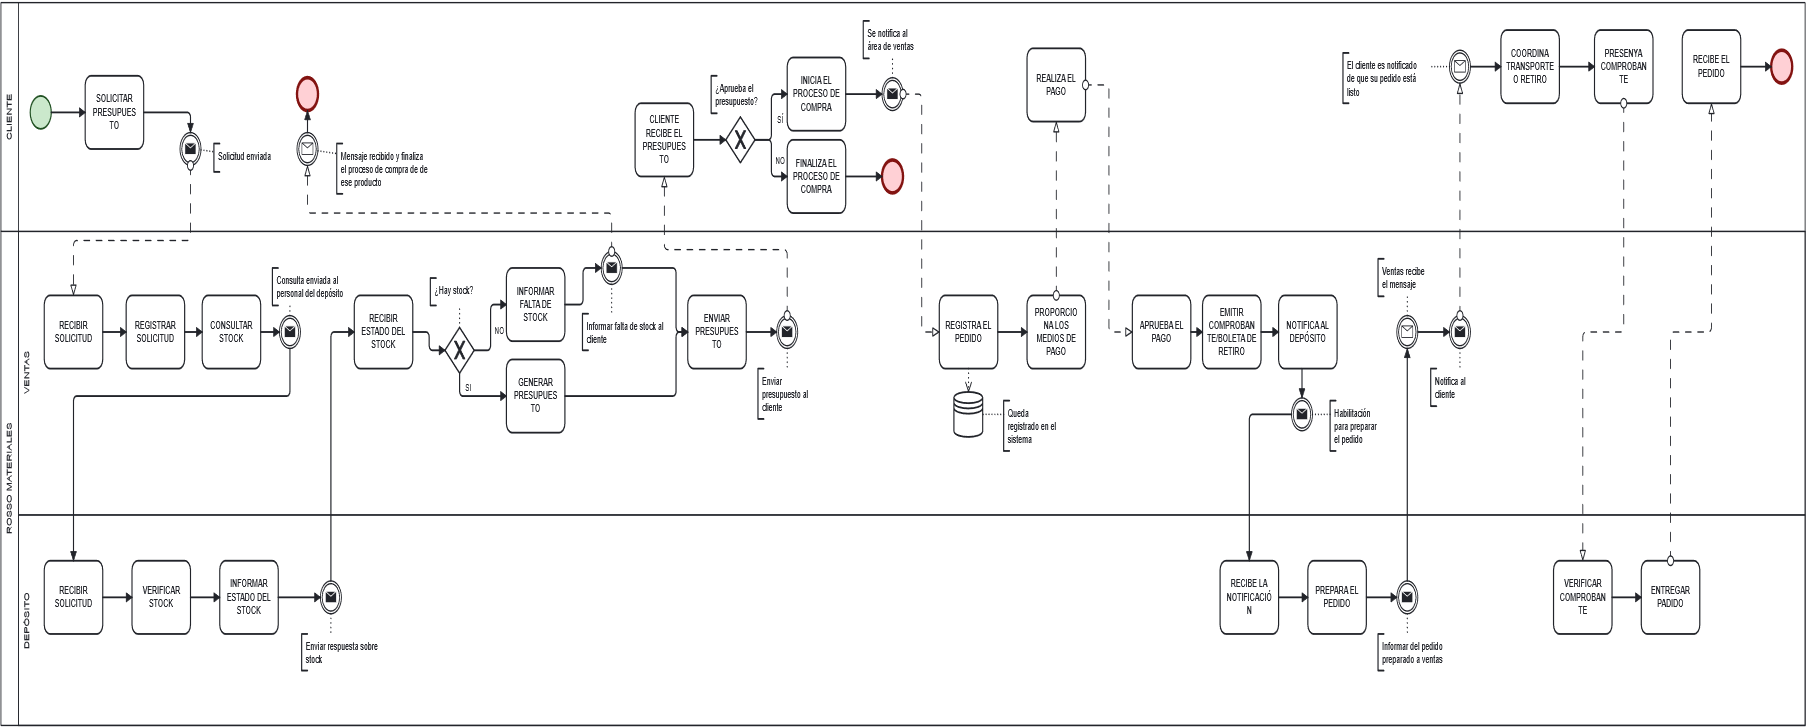 CLIENTE
SOLICITAR
PRESUPUES
TO
Solicitud enviada
Mensaje recibido y finaliza
el proceso de compra de de
ese producto
CLIENTE
RECIBE EL
PRESUPUES
TO
¿Aprueba el
presupuesto?
SÍ
NO
INICIA EL
PROCESO DE
COMPRA
FINALIZA EL
PROCESO DE
COMPRA
Se notifica al
área de ventas
REALIZA EL
PAGO
El cliente es notificado
de que su pedido está
listo
COORDINA
TRANSPORTE
O RETIRO
PRESENYA
COMPROBAN
TE
RECIBE EL
PEDIDO
ROSSO MATERIALES
VENTAS
RECIBIR
SOLICITUD
REGISTRAR
SOLICITUD
CONSULTAR
STOCK
Consulta enviada al
personal del depósito
RECIBIR
ESTADO DEL
STOCK
¿Hay stock?
NO
SI
INFORMAR
FALTA DE
STOCK
GENERAR
PRESUPUES
TO
Informar falta de stock al
cliente
ENVIAR
PRESUPUES
TO
Enviar
presupuesto al
cliente
REGISTRA EL
PEDIDO
Queda
registrado en el
sistema
PROPORCIO
NA LOS
MEDIOS DE
PAGO
APRUEBA EL
PAGO
EMITIR
COMPROBAN
TE/BOLETA DE
RETIRO
NOTIFICA AL
DEPÓSITO
Habilitación
para preparar
el pedido
Ventas recibe
el mensaje
Notifica al
cliente
DEPÓSITO
RECIBIR
SOLICITUD
VERIFICAR
STOCK
INFORMAR
ESTADO DEL
STOCK
Enviar respuesta sobre
stock
RECIBE LA
NOTIFICACIÓ
N
PREPARA EL
PEDIDO
Informar del pedido
preparado a ventas
VERIFICAR
COMPROBAN
TE
ENTREGAR
PADIDO